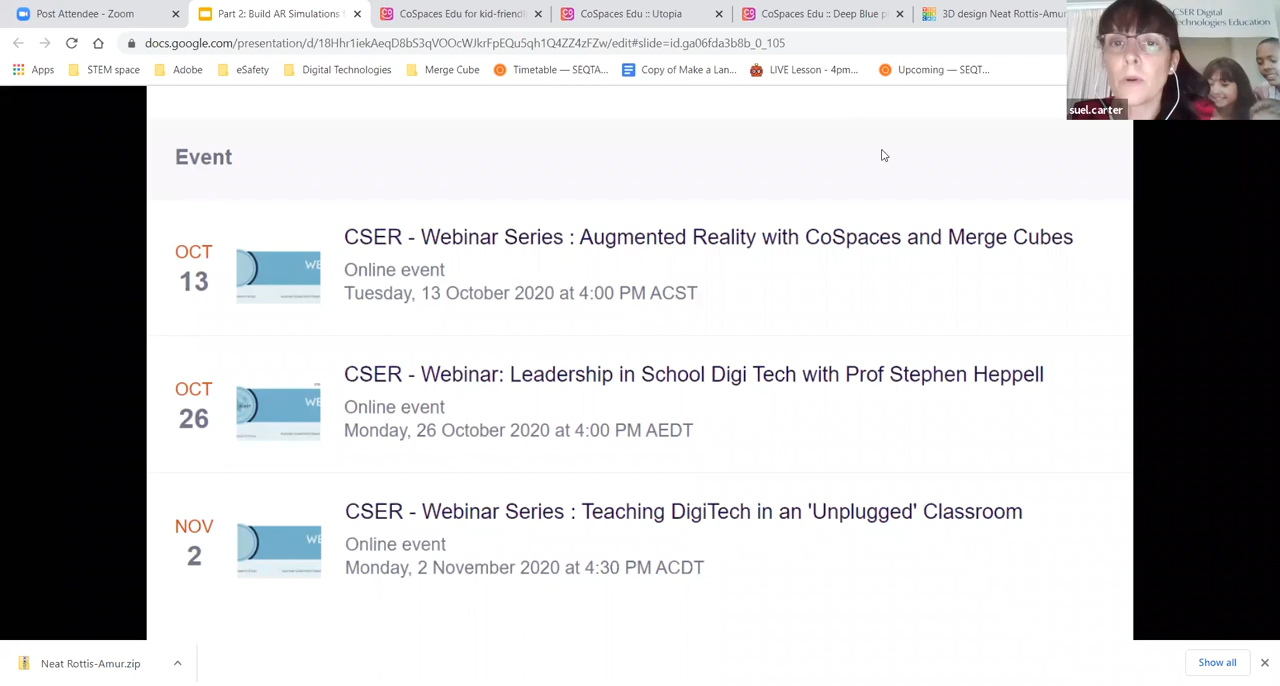 Post Attendee - Zoom
Part 2: Build AR Simulations f
CoSpaces Edu for kid-friendl
CoSpaces Edu :: Utopia
CoSpaces Edu :: Deep Blue p
3D design Neat Rottis-Amur
docs.google.com/presentation/d/18Hhr1iekAeqD8bS3qVOOcWJkrFpEQu5qh1Q4ZZ4zFZw/edit#slide=id.ga06fda3b8b_0_105
Apps
STEM space
Adobe
eSafety
Digital Technologies
Merge Cube
Timetable — SEQTA...
Copy of Make a Lan...
LIVE Lesson - 4pm...
Upcoming — SEQT...
CSER Digital
Technologies Education
suel.carter
Event
OCT
13
WE
CSER - Webinar Series : Augmented Reality with CoSpaces and Merge Cubes
Online event
Tuesday, 13 October 2020 at 4:00 PM ACST
OCT
26
WE
CSER - Webinar: Leadership in School Digi Tech with Prof Stephen Heppell
Online event
Monday, 26 October 2020 at 4:00 PM AEDT
NOV
2
WE
CSER - Webinar Series : Teaching DigiTech in an 'Unplugged' Classroom
Online event
Monday, 2 November 2020 at 4:30 PM ACDT
Neat Rottis-Amur.zip
Show all